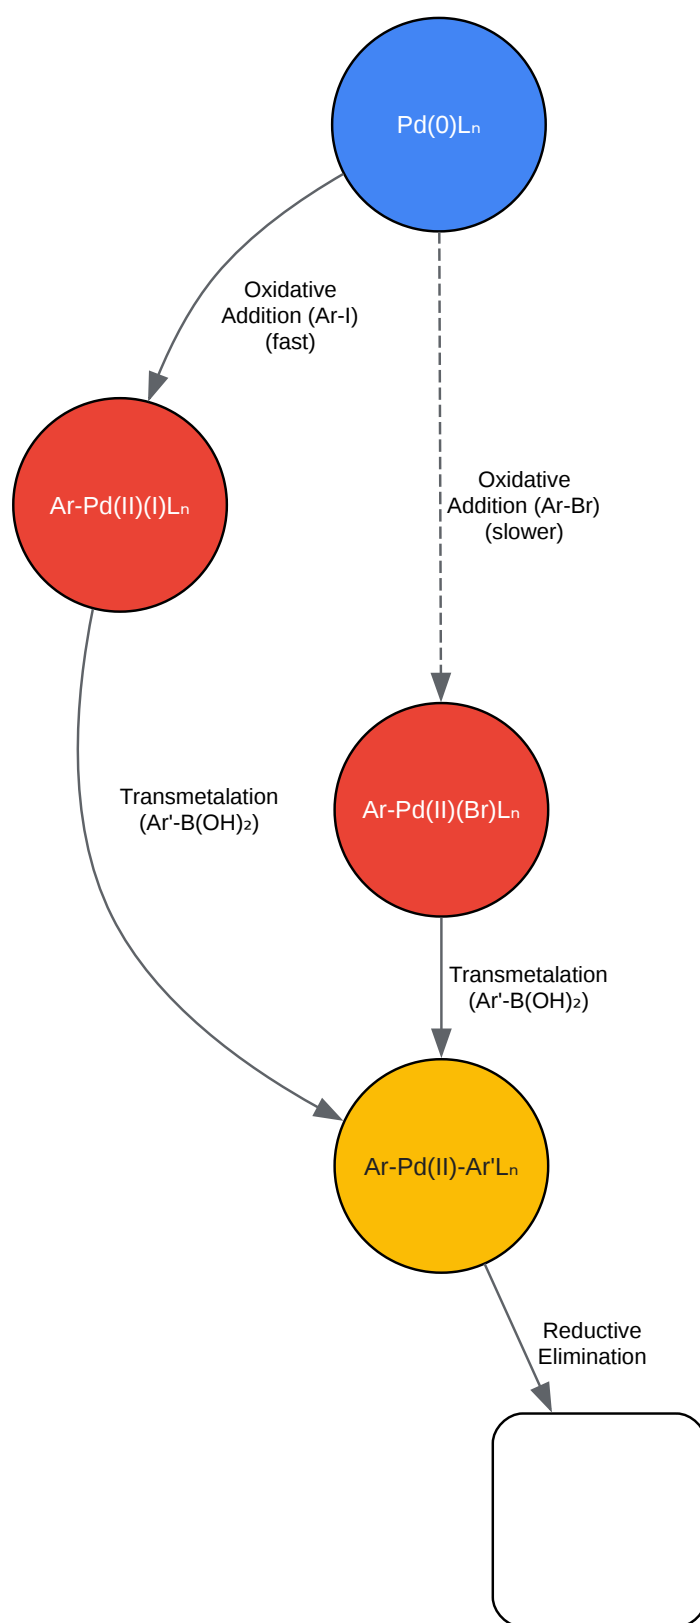 Pd(0)Lₙ
Oxidative
Addition (Ar-I)
(fast)
Ar-Pd(II)(I)Lₙ
Oxidative
Addition (Ar-Br)
(slower)
Transmetalation
(Ar'-B(OH)₂)
Ar-Pd(II)(Br)Lₙ
Transmetalation
(Ar'-B(OH)₂)
Ar-Pd(II)-Ar'Lₙ
Reductive
Elimination